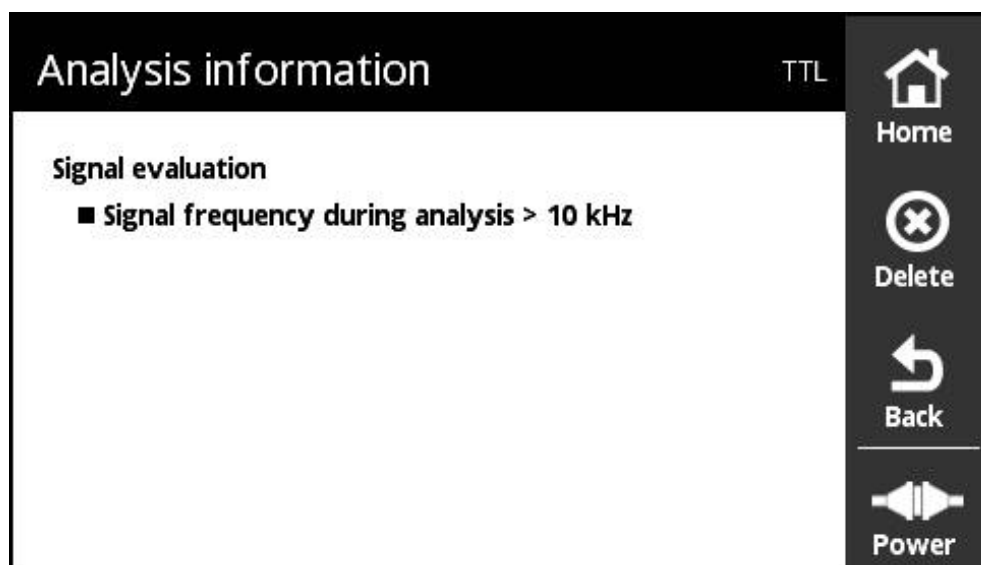 Analysis information
TTL
Home
Signal evaluation
■ Signal frequency during analysis > 10 kHz
Delete
Back
Power